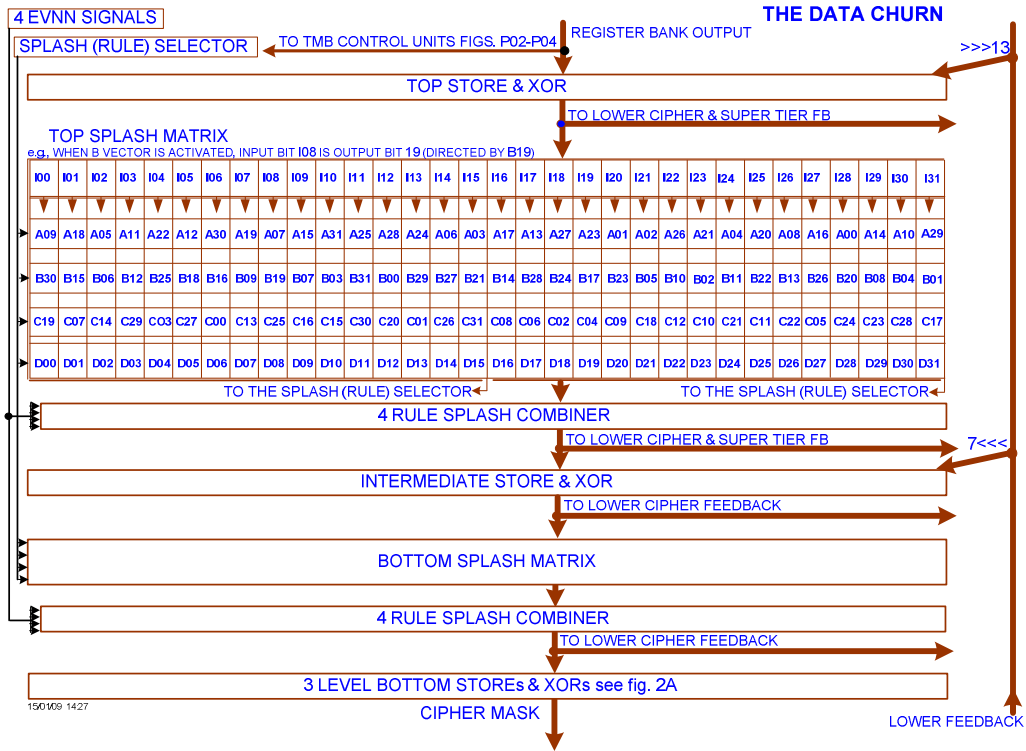 4 EVNN SIGNALS
THE DATA CHURN
REGISTER BANK OUTPUT
SPLASH (RULE) SELECTOR
TO TMB CONTROL UNITS FIGS. P02-P04
>>>13
TOP STORE & XOR
TO LOWER CIPHER & SUPER TIER FB
TOP SPLASH MATRIX
e.g., WHEN B VECTOR IS ACTIVATED, INPUT BIT I08 IS OUTPUT BIT 19 (DIRECTED BY B19)
I00 I01 I02 I03 I04 I05 I06 I07 I08 I09 I10 I11 I12 I13 I14 I15 I16 I17 I18 I19 I20 I21 I22 I23 I24 I25 I26 I27 I28 I29 I30 I31
A09 A18 A05 A11 A22 A12 A30 A19 A07 A15 A31 A25 A28 A24 A06 A03 A17 A13 A27 A23 A01 A02 A26 A21 A04 A20 A08 A16 A00 A14 A10 A29
B30 B15 B06 B12 B25 B18 B16 B09 B19 B07 B03 B31 B00 B29 B27 B21 B14 B28 B24 B17 B23 B05 B10 B02 B11 B22 B13 B26 B20 B08 B04 B01
C19 C07 C14 C29 CO3 C27 C00 C13 C25 C16 C15 C30 C20 C01 C26 C31 C08 C06 C02 C04 C09 C18 C12 C10 C21 C11 C22 C05 C24 C23 C28 C17
D00 D01 D02 D03 D04 D05 D06 D07 D08 D09 D10 D11 D12 D13 D14 D15 D16 D17 D18 D19 D20 D21 D22 D23 D24 D25 D26 D27 D28 D29 D30 D31
TO THE SPLASH (RULE) SELECTOR
TO THE SPLASH (RULE) SELECTOR
4 RULE SPLASH COMBINER
TO LOWER CIPHER & SUPER TIER FB
7<<<
INTERMEDIATE STORE & XOR
TO LOWER CIPHER FEEDBACK
BOTTOM SPLASH MATRIX
4 RULE SPLASH COMBINER
TO LOWER CIPHER FEEDBACK
3 LEVEL BOTTOM STOREs & XORs see fig. 2A
15/01/09 14:27
CIPHER MASK
LOWER FEEDBACK